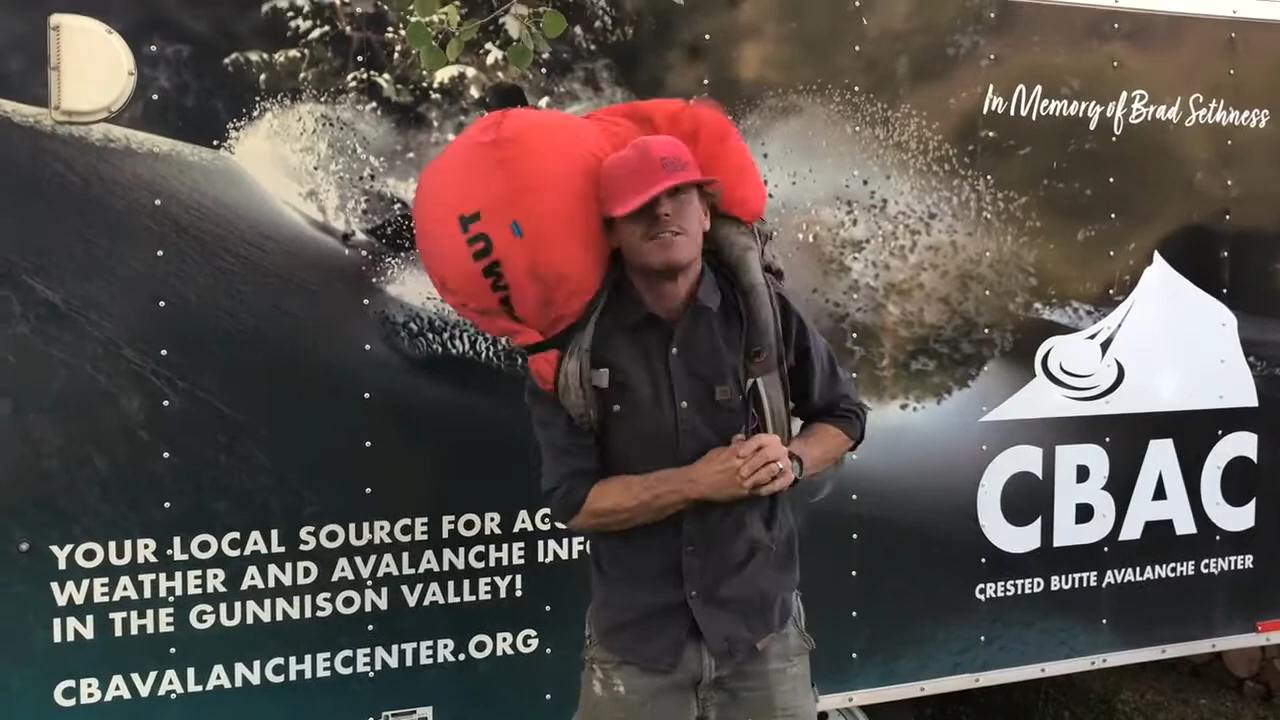 In Memory of Brad Sethness
AMUT
CBAC
CRESTED BUTTE AVALANCHE CENTER
YOUR LOCAL SOURCE FOR
WEATHER AND AVALANCHE
IN THE GUNNISON VALLEY!
CBAVALANCHECENTER.ORG